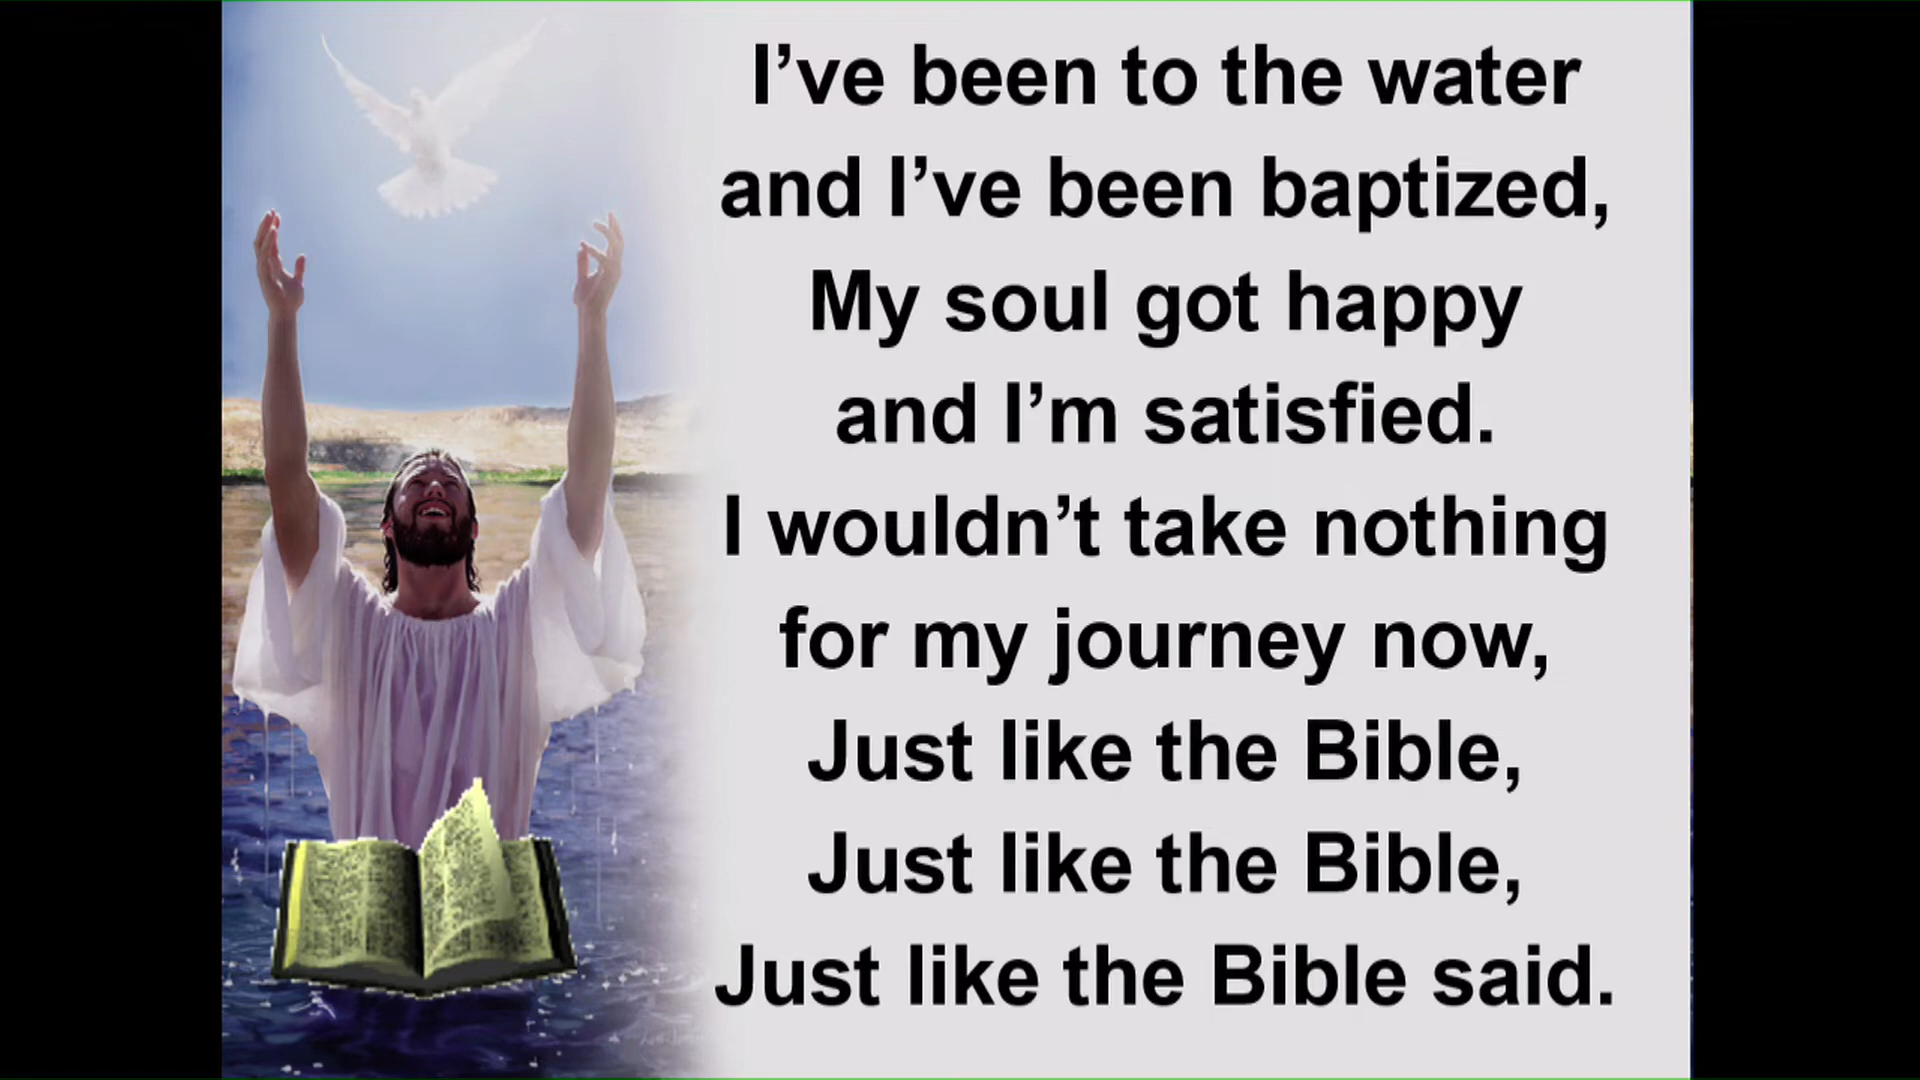 I’ve been to the water
and I’ve been baptized,
My soul got happy
and I’m satisfied.
I wouldn’t take nothing
for my journey now,
Just like the Bible,
Just like the Bible,
Just like the Bible said.